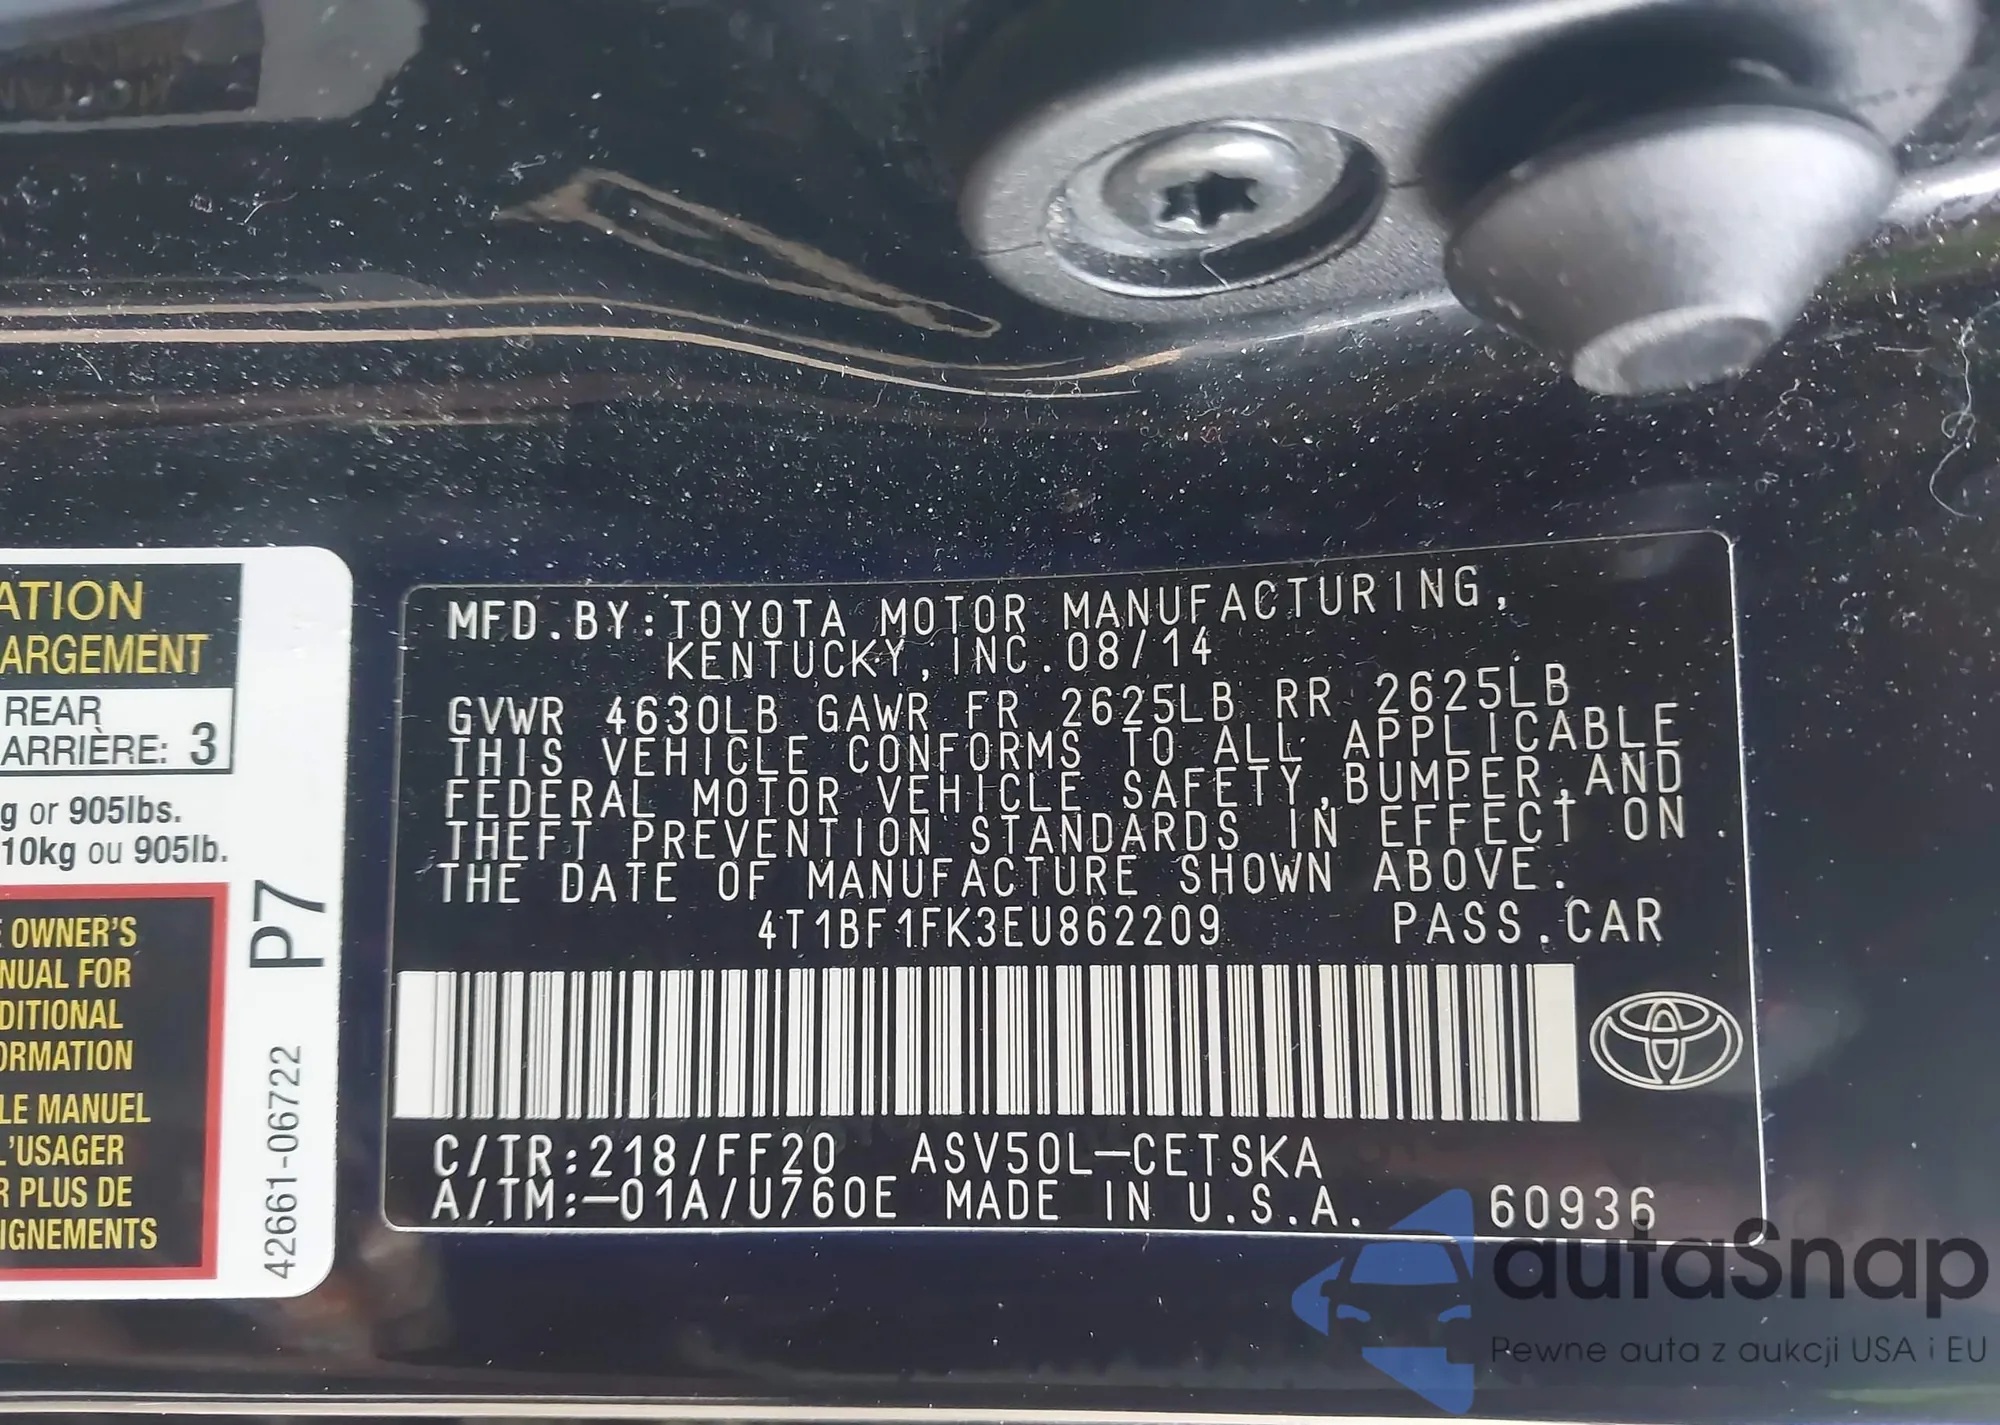 ATION
ARGEMENT
REAR
ARRIÈRE: 3
g or 905lbs.
10kg ou 905lb.
OWNER'S
NUAL FOR
DITIONAL
ORMATION
LE MANUEL
L'USAGER
R PLUS DE
IGNEMENTS
P7
42661-06722
MFD.BY:TOYOTA MOTOR MANUFACTURING,
KENTUCKY, INC. 08/14
GVWR 4630LB GAWR FR 2625LB RR 2625LB
THIS VEHICLE CONFORMS TO ALL APPLICABLE
FEDERAL MOTOR VEHICLE SAFETY, BUMPER, AND
THEFT PREVENTION STANDARDS IN EFFECT ON
THE DATE OF MANUFACTURE SHOWN ABOVE.
4T1BF1FK3EU862209 PASS.CAR
C/TR:218/FF20 ASV50L-CETSKA
A/TM:-01A/U760E MADE IN U.S.A. 60936
autaSnap
Pewne auta z aukcji USA i EU